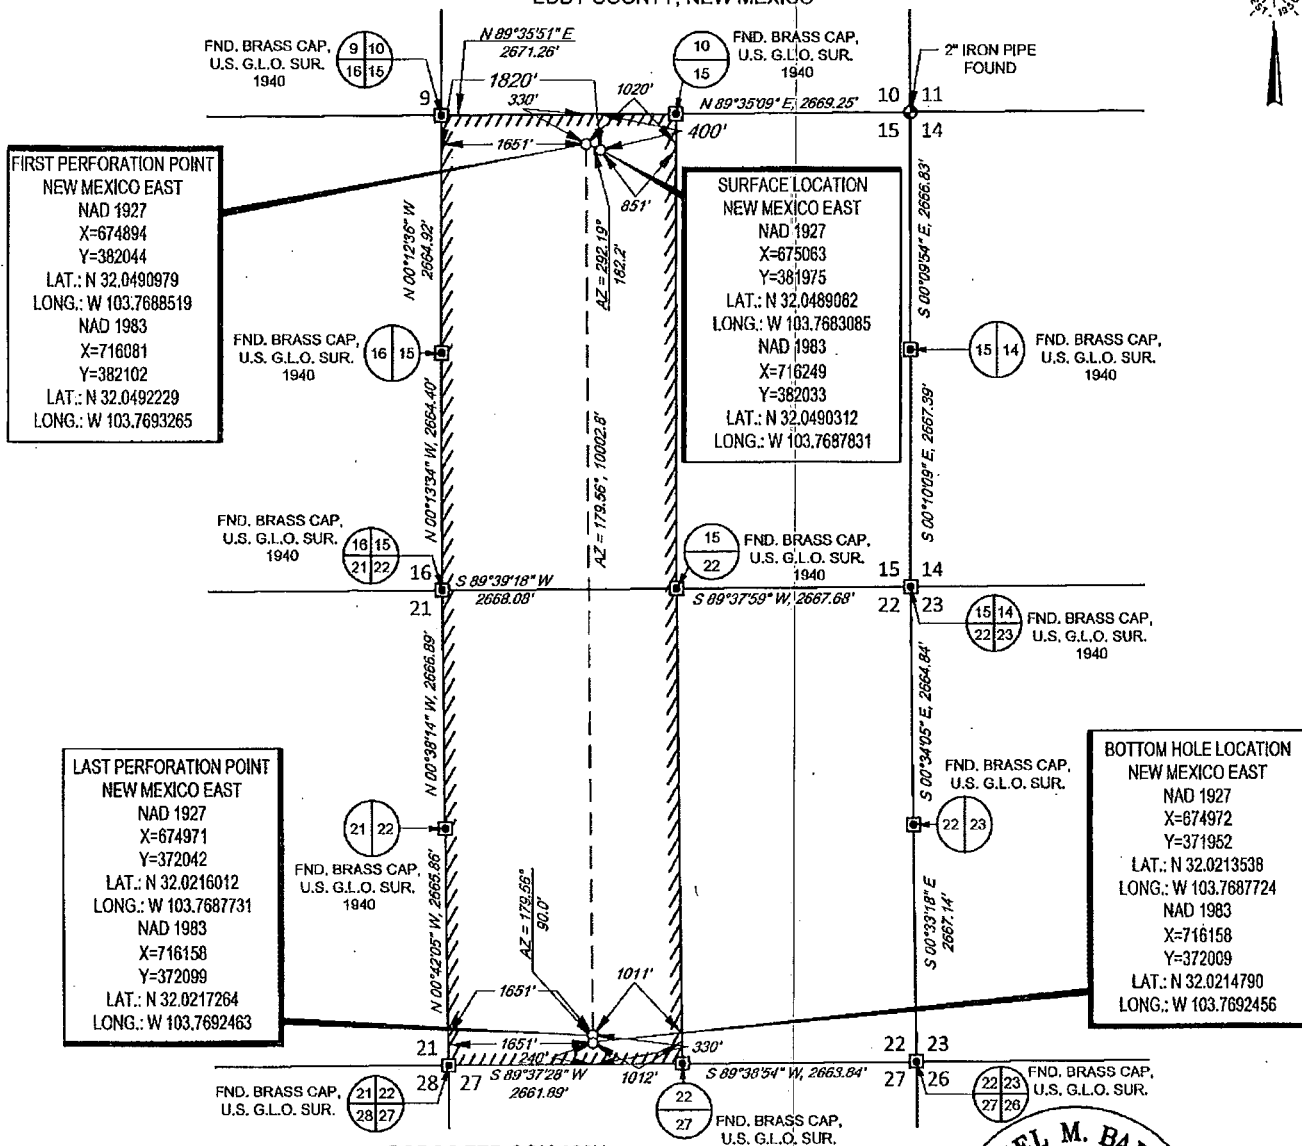 EDDY COUNTY, NEW MEXICO
FND. BRASS CAP,
U.S. G.L.O. SUR.
1940
9 10
16 15
N 89°35'51" E
2671.26'
10
15
FND. BRASS CAP,
U.S. G.L.O. SUR.
1940
2" IRON PIPE
FOUND
9
1820'
330'
1020'
N 89°35'09" E, 2669.25'
10 11
15 14
400'
1651'
851'
FIRST PERFORATION POINT
NEW MEXICO EAST
NAD 1927
X=674894
Y=382044
LAT.: N 32.0490979
LONG.: W 103.7688519
NAD 1983
X=716081
Y=382102
LAT.: N 32.0492229
LONG.: W 103.7693265
SURFACE LOCATION
NEW MEXICO EAST
NAD 1927
X=675063
Y=381975
LAT.: N 32.0489062
LONG.: W 103.7683085
NAD 1983
X=716249
Y=382033
LAT.: N 32.0490312
LONG.: W 103.7687831
N 00°12'36" W
2664.92'
AZ = 292.19°
182.2'
S 00°09'54" E, 2666.83'
FND. BRASS CAP,
U.S. G.L.O. SUR.
1940
16 15
15 14
FND. BRASS CAP,
U.S. G.L.O. SUR.
1940
N 00°13'34" W, 2664.40'
AZ = 179.56°, 10002.8'
S 00°10'09" E, 2667.39'
FND. BRASS CAP,
U.S. G.L.O. SUR.
1940
16 15
21 22
15
22
FND. BRASS CAP,
U.S. G.L.O. SUR.
1940
16
21
S 89°39'18" W
2668.08'
S 89°37'59" W, 2667.68'
15 14
22 23
15 14
22 23
FND. BRASS CAP,
U.S. G.L.O. SUR.
1940
N 00°38'14" W, 2666.89'
S 00°34'05" E, 2664.84'
LAST PERFORATION POINT
NEW MEXICO EAST
NAD 1927
X=674971
Y=372042
LAT.: N 32.0216012
LONG.: W 103.7687731
NAD 1983
X=716158
Y=372099
LAT.: N 32.0217264
LONG.: W 103.7692463
21 22
FND. BRASS CAP,
U.S. G.L.O. SUR.
1940
FND. BRASS CAP,
U.S. G.L.O. SUR.
22 23
BOTTOM HOLE LOCATION
NEW MEXICO EAST
NAD 1927
X=674972
Y=371952
LAT.: N 32.0213538
LONG.: W 103.7687724
NAD 1983
X=716158
Y=372009
LAT.: N 32.0214790
LONG.: W 103.7692456
N 00°42'05" W, 2665.86'
AZ = 179.56°
90.0'
S 00°33'18" E
2667.14'
1651'
1011'
1651'
330'
240'
1012'
21
28 27
S 89°37'28" W
2661.89'
S 89°38'54" W, 2663.84'
22 23
27 26
FND. BRASS CAP,
U.S. G.L.O. SUR.
21 22
28 27
22
27
FND. BRASS CAP,
U.S. G.L.O. SUR.
22 23
27 26
FND. BRASS CAP,
U.S. G.L.O. SUR.